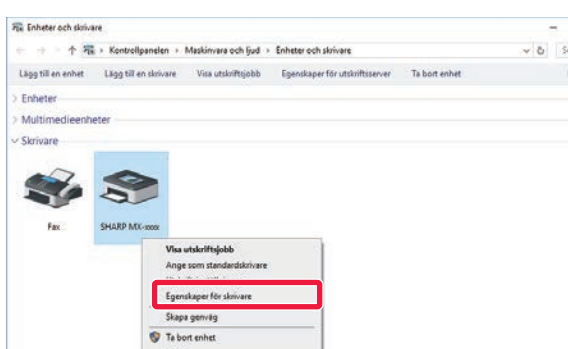 Enheter och skrivare
Kontrollpanelen › Maskinvara och ljud › Enheter och skrivare
Lägg till en enhet Lägg till en skrivare Visa utskriftsjobb Egenskaper för utskriftsserver Ta bort enhet
Enheter
Multimedieenheter
Skrivare
Fax SHARP MX-xxxx
Visa utskriftsjobb
Ange som standardskrivare
Egenskaper för skrivare
Skapa genväg
Ta bort enhet